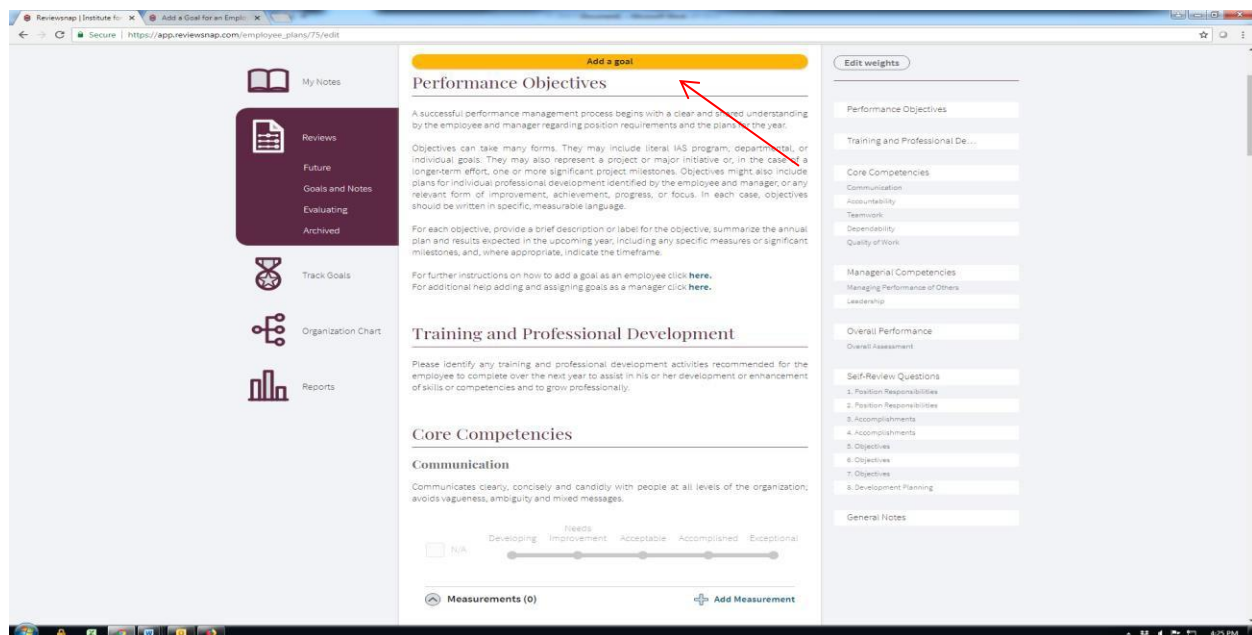 Reviewsnap | Institute for
Add a Goal for an Emplo
Secure | https://app.reviewsnap.com/employee_plans/75/edit
My Notes
Reviews
Future
Goals and Notes
Evaluating
Archived
Track Goals
Organization Chart
Reports
Add a goal
Performance Objectives
A successful performance management process begins with a clear and shared understanding
by the employee and manager regarding position requirements and the plans for the year.
Objectives can take many forms. They may include literal IAS program, departmental, or
individual goals. They may also represent a project or major initiative or, in the case of a
longer-term effort, one or more significant project milestones. Objectives might also include
plans for individual professional development identified by the employee and manager, or any
relevant form of improvement, achievement, progress, or focus. In each case, objectives
should be written in specific, measurable language.
For each objective, provide a brief description or label for the objective, summarize the annual
plan and results expected in the upcoming year, including any specific measures or significant
milestones, and, where appropriate, indicate the timeframe.
For further instructions on how to add a goal as an employee click here.
For additional help adding and assigning goals as a manager click here.
Training and Professional Development
Please identify any training and professional development activities recommended for the
employee to complete over the next year to assist in his or her development or enhancement
of skills or competencies and to grow professionally.
Core Competencies
Communication
Communicates clearly, concisely and candidly with people at all levels of the organization;
avoids vagueness, ambiguity and mixed messages.
N/A
Developing
Needs
Improvement
Acceptable
Accomplished
Exceptional
Measurements (0)
Add Measurement
Edit weights
Performance Objectives
Training and Professional De...
Core Competencies
Communication
Accountability
Teamwork
Dependability
Quality of Work
Managerial Competencies
Managing Performance of Others
Leadership
Overall Performance
Overall Assessment
Self-Review Questions
1. Position Responsibilities
2. Position Responsibilities
3. Accomplishments
4. Accomplishments
5. Objectives
6. Objectives
7. Objectives
8. Development Planning
General Notes
4:25 PM